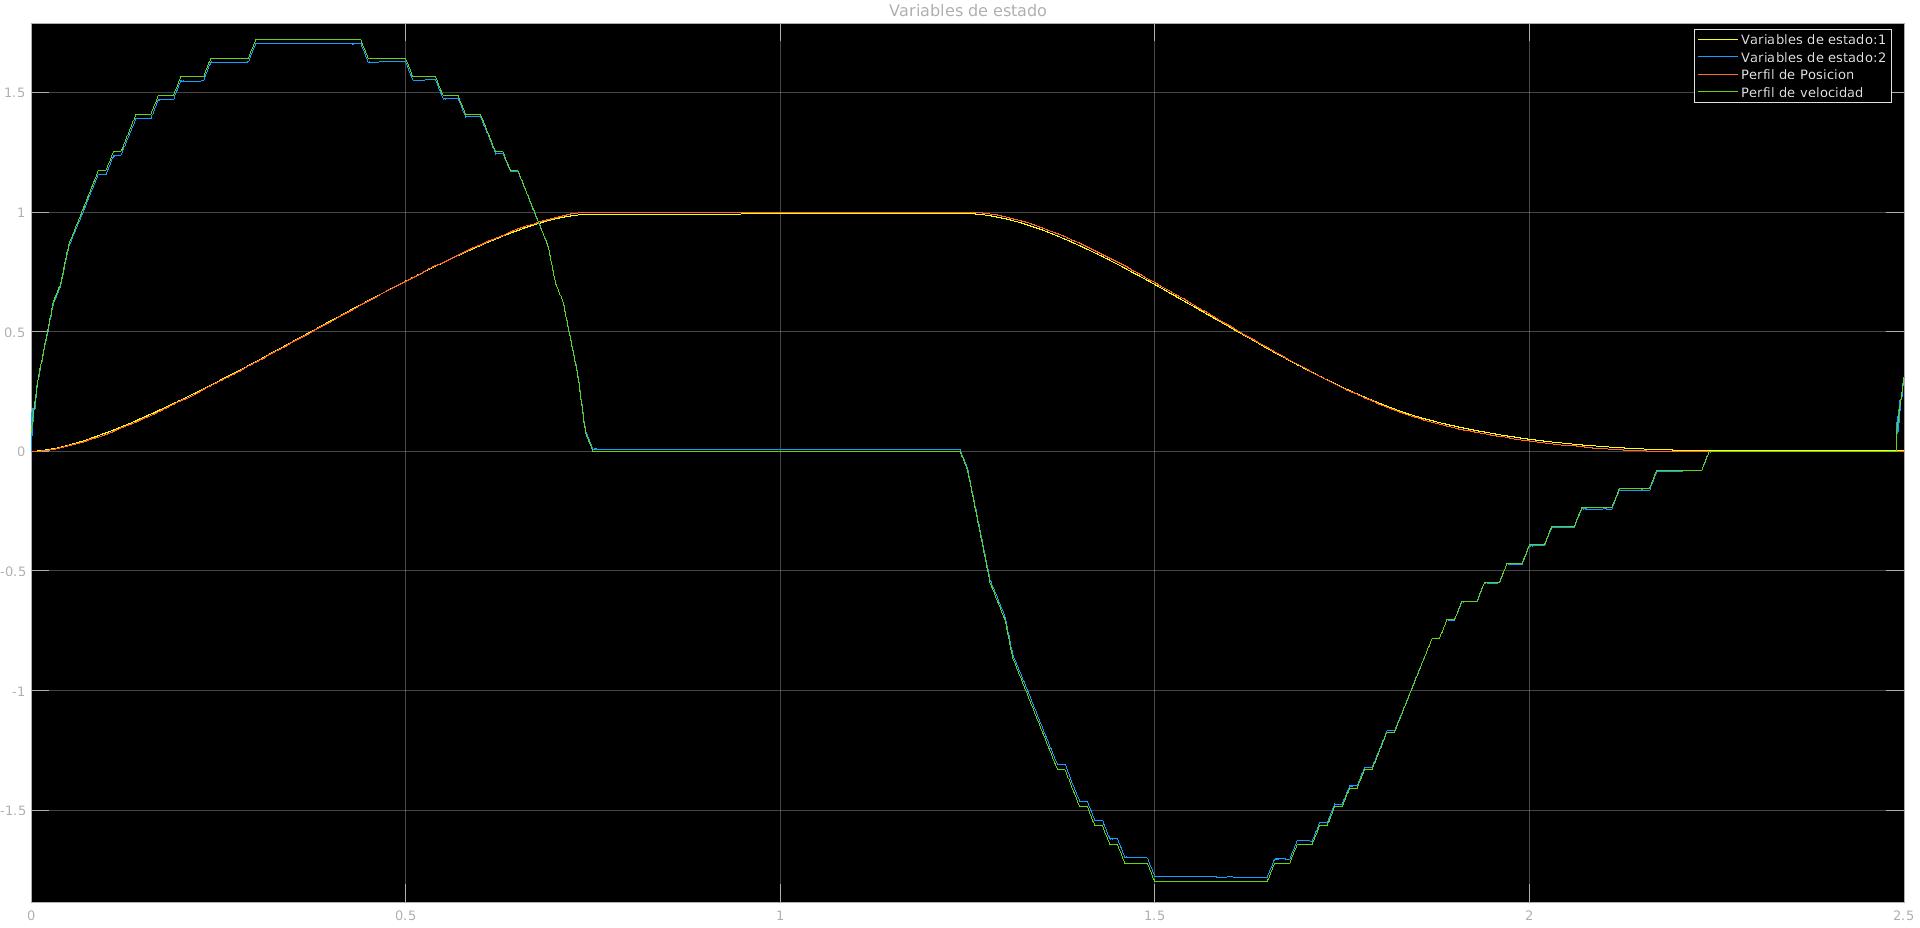 Variables de estado
Variables de estado:1
Variables de estado:2
Perfil de Posicion
Perfil de velocidad
1.5
1
0.5
0
-0.5
-1
-1.5
0 0.5 1 1.5 2 2.5